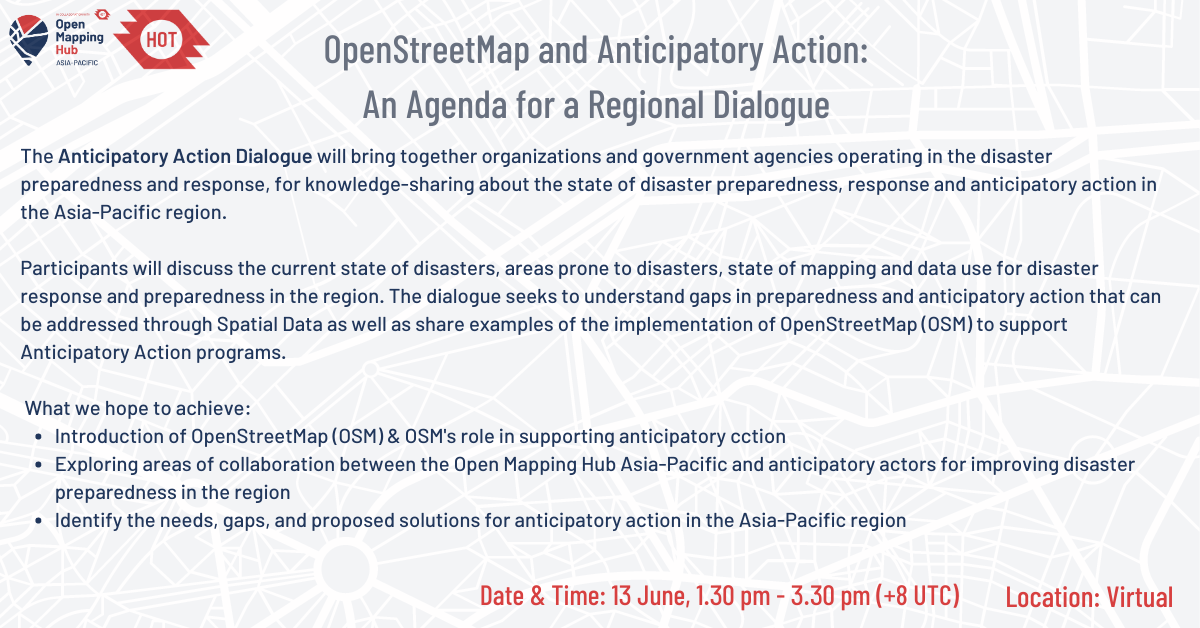 Open
Mapping
Hub
ASIA-PACIFIC
HOT
OpenStreetMap and Anticipatory Action:
An Agenda for a Regional Dialogue
The Anticipatory Action Dialogue will bring together organizations and government agencies operating in the disaster
preparedness and response, for knowledge-sharing about the state of disaster preparedness, response and anticipatory action in
the Asia-Pacific region.
Participants will discuss the current state of disasters, areas prone to disasters, state of mapping and data use for disaster
response and preparedness in the region. The dialogue seeks to understand gaps in preparedness and anticipatory action that can
be addressed through Spatial Data as well as share examples of the implementation of OpenStreetMap (OSM) to support
Anticipatory Action programs.
What we hope to achieve:
• Introduction of OpenStreetMap (OSM) & OSM's role in supporting anticipatory cction
• Exploring areas of collaboration between the Open Mapping Hub Asia-Pacific and anticipatory actors for improving disaster
preparedness in the region
• Identify the needs, gaps, and proposed solutions for anticipatory action in the Asia-Pacific region
Date & Time: 13 June, 1.30 pm - 3.30 pm (+8 UTC)
Location: Virtual